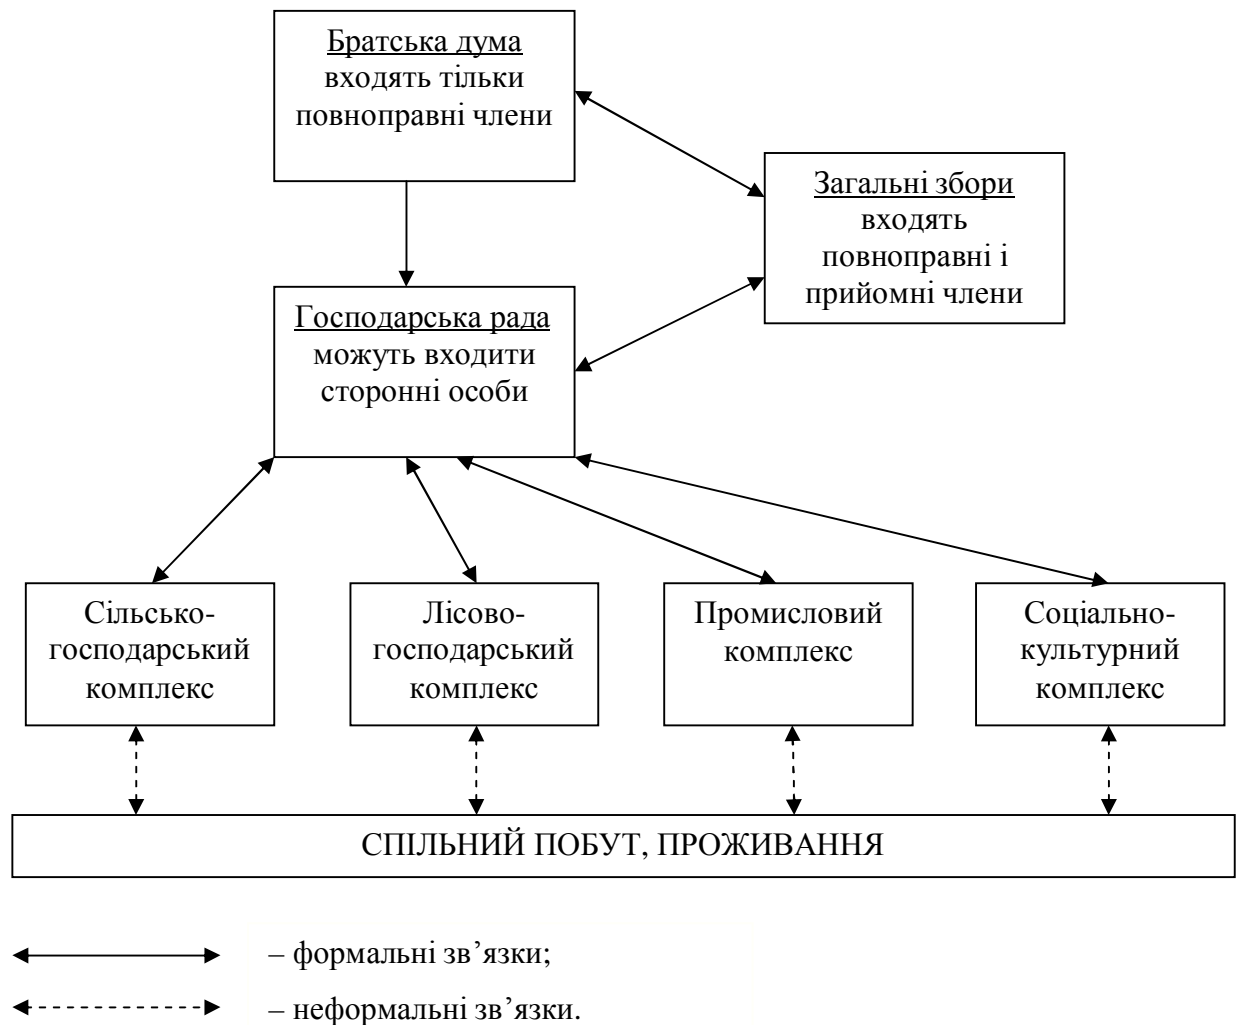 Братська дума
входять тільки
повноправні члени
Загальні збори
входять
повноправні і
прийомні члени
Господарська рада
можуть входити
сторонні особи
Сільсько-
господарський
комплекс
Лісово-
господарський
комплекс
Промисловий
комплекс
Соціально-
культурний
комплекс
СПІЛЬНИЙ ПОБУТ, ПРОЖИВАННЯ
– формальні зв’язки;
– неформальні зв’язки.